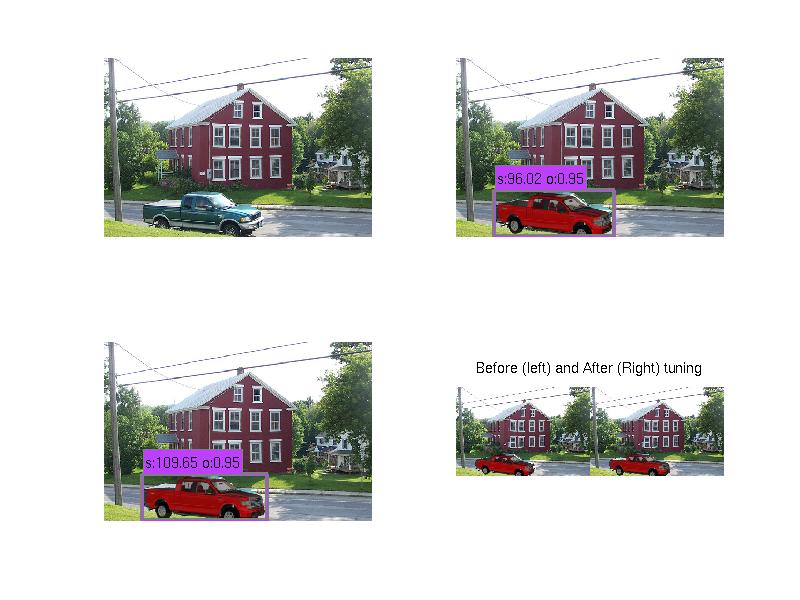 s:96.02 o:0.95
s:109.65 o:0.95
Before (left) and After (Right) tuning